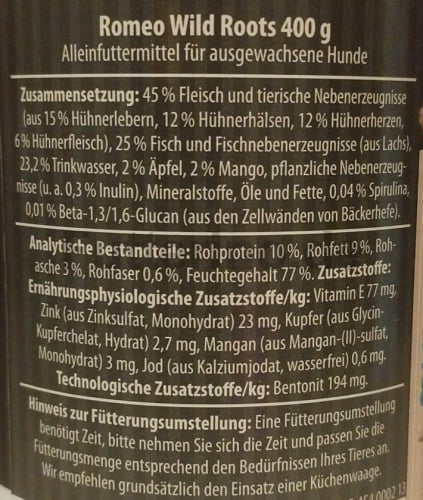 Romeo Wild Roots 400 g
Alleinfuttermittel für ausgewachsene Hunde
Zusammensetzung: 45 % Fleisch und tierische Nebenerzeugnisse
(aus 15 % Hühnerlebern, 12 % Hühnerhälsen, 12 % Hühnerherzen,
6 % Hühnerfleisch), 25 % Fisch und Fischnebenerzeugnisse (aus Lachs),
23,2 % Trinkwasser, 2 % Äpfel, 2 % Mango, pflanzliche Nebenerzeug-
nisse (u. a. 0,3 % Inulin), Mineralstoffe, Öle und Fette, 0,04 % Spirulina,
0,01 % Beta-1,3/1,6-Glucan (aus den Zellwänden von Bäckerhefe).
Analytische Bestandteile: Rohprotein 10 %, Rohfett 9 %, Roh-
asche 3 %, Rohfaser 0,6 %, Feuchtegehalt 77 %. Zusatzstoffe:
Ernährungsphysiologische Zusatzstoffe/kg: Vitamin E 77 mg,
Zink (aus Zinksulfat, Monohydrat) 23 mg, Kupfer (aus Glycin-
Kupferchelat, Hydrat) 2,7 mg, Mangan (aus Mangan-(II)-sulfat,
Monohydrat) 3 mg, Jod (aus Kalziumjodat, wasserfrei) 0,6 mg.
Technologische Zusatzstoffe/kg: Bentonit 194 mg.
Hinweis zur Fütterungsumstellung: Eine Fütterungsumstellung
benötigt Zeit, bitte nehmen Sie sich die Zeit und passen Sie die
Fütterungsmenge entsprechend den Bedürfnissen Ihres Tieres an.
Wir empfehlen grundsätzlich den Einsatz einer Küchenwaage.